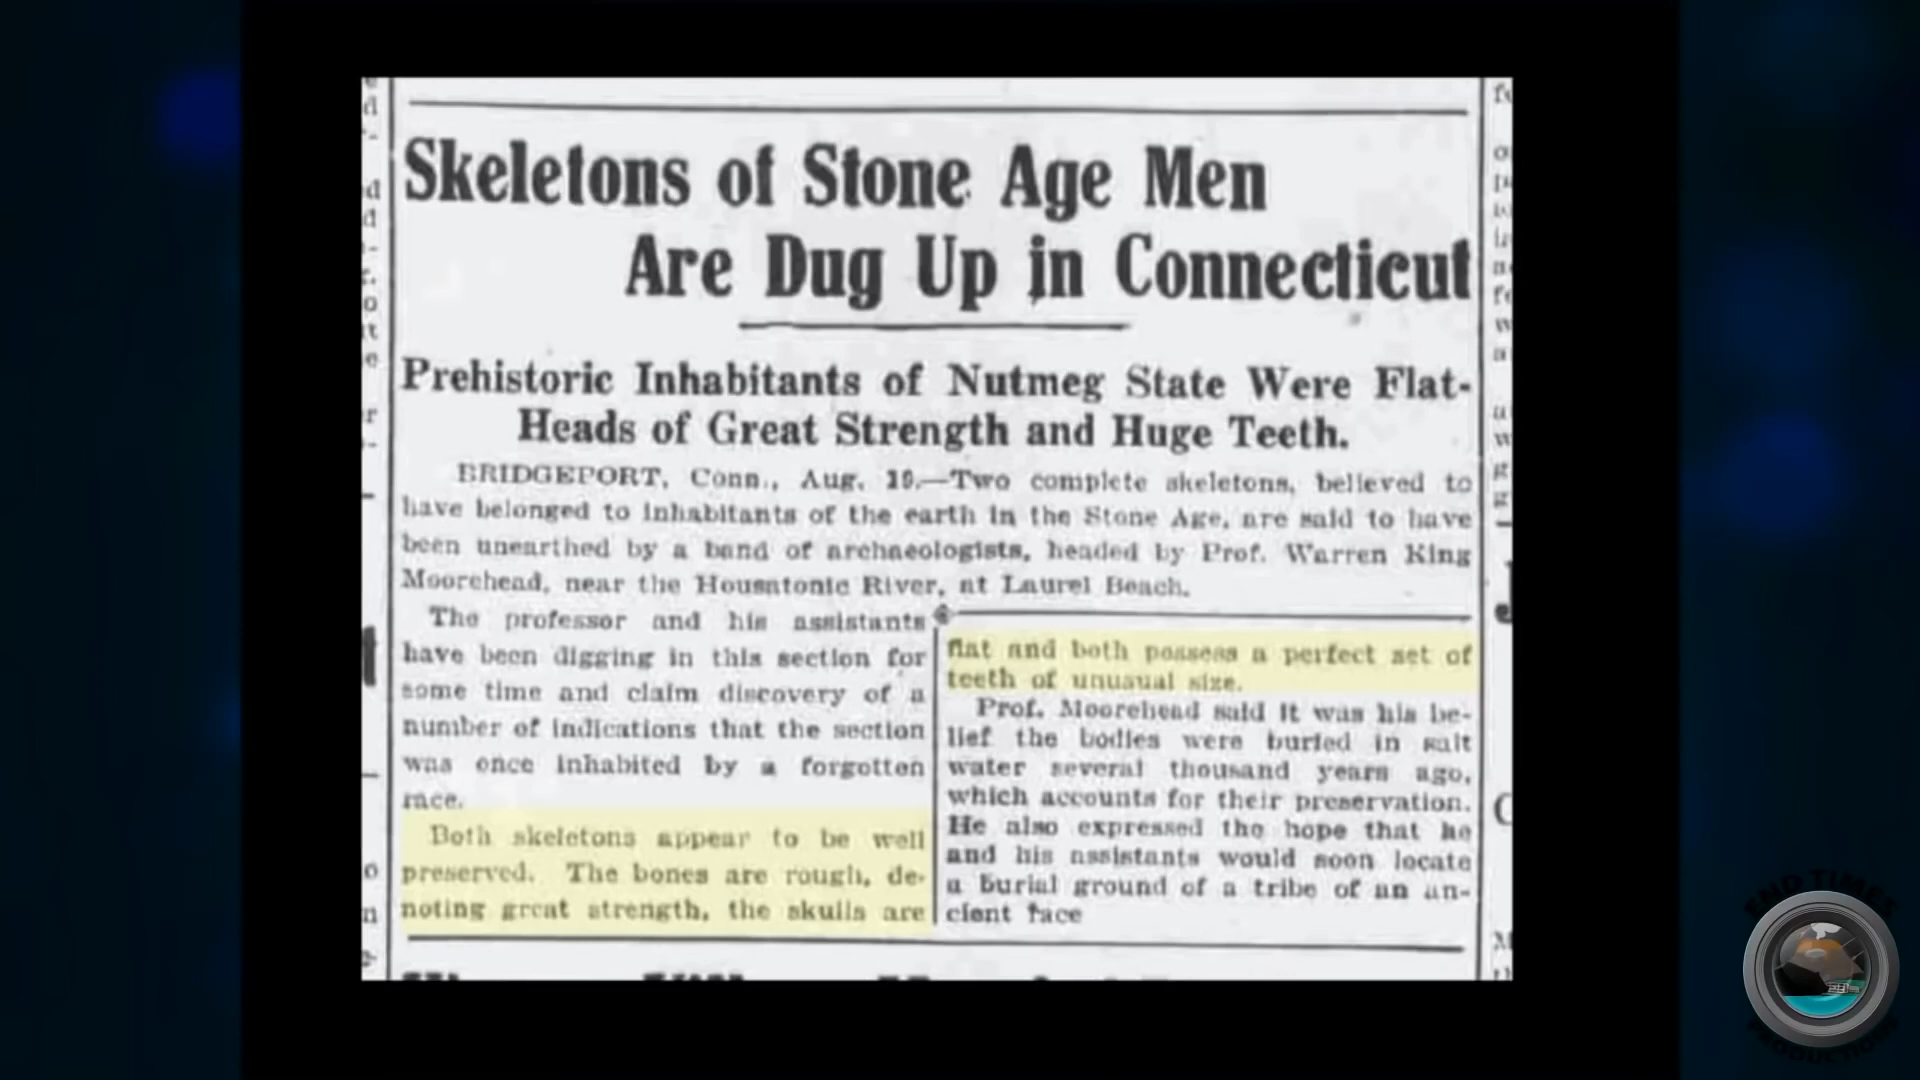 Skeletons of Stone Age Men
Are Dug Up in Connecticut
Prehistoric Inhabitants of Nutmeg State Were Flat-
Heads of Great Strength and Huge Teeth.
BRIDGEPORT, Conn., Aug. 10.—Two complete skeletons, believed to
have belonged to inhabitants of the earth in the Stone Age, are said to have
been unearthed by a band of archaeologists, headed by Prof. Warren King
Moorehead, near the Housatonic River, at Laurel Beach.
The professor and his assistants
have been digging in this section for
some time and claim discovery of a
number of indications that the section
was once inhabited by a forgotten
race.
Both skeletons appear to be well
preserved. The bones are rough, de-
noting great strength, the skulls are
flat and both possess a perfect set of
teeth of unusual size.
Prof. Moorehead said it was his be-
lief the bodies were buried in salt
water several thousand years ago,
which accounts for their preservation.
He also expressed the hope that he
and his assistants would soon locate
a burial ground of a tribe of an an-
cient race
END TIMES
PRODUCTIONS